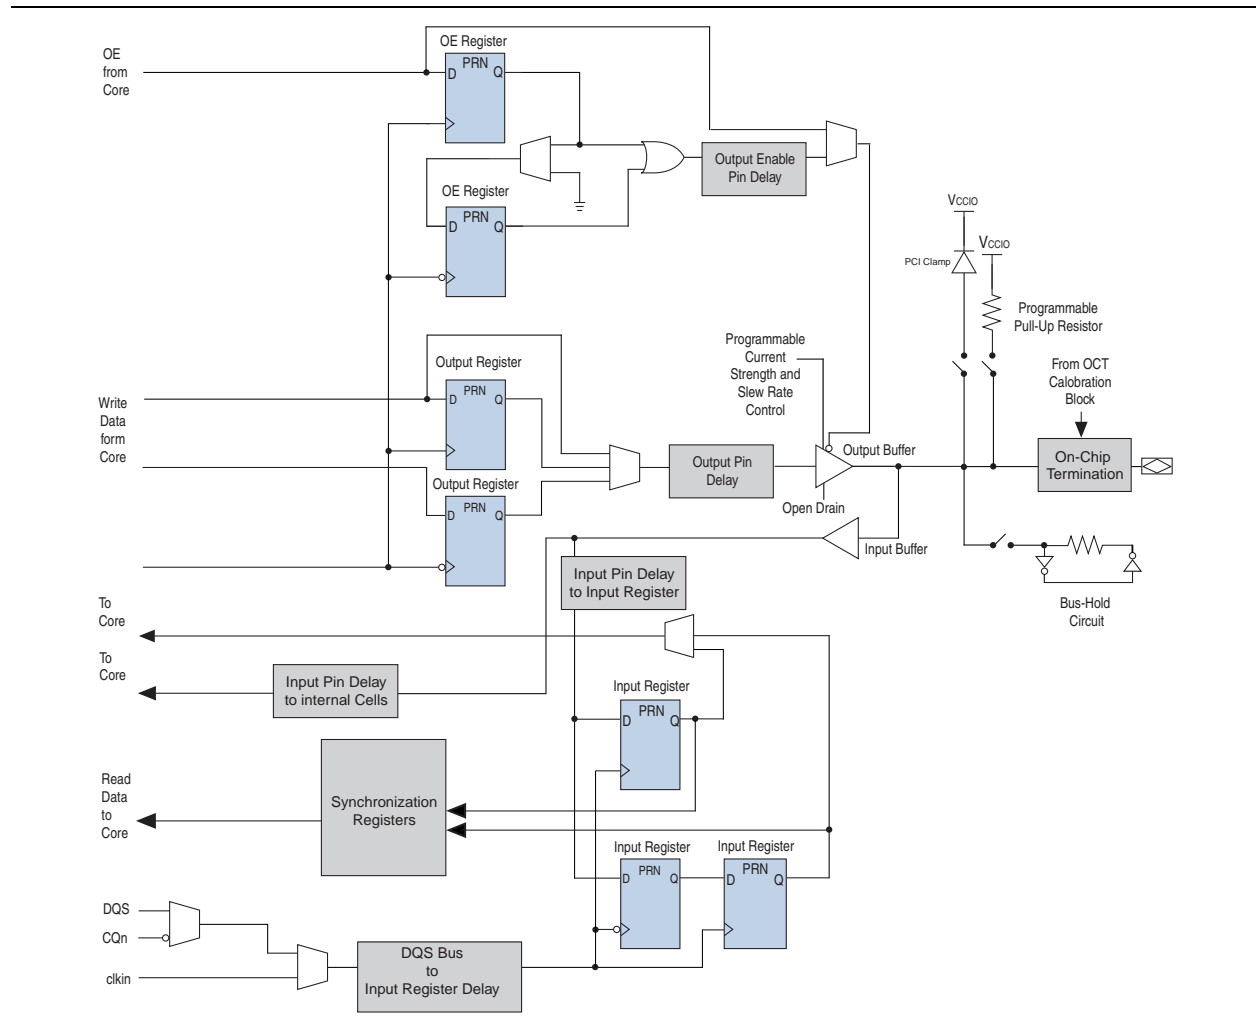 OE
from
Core
OE Register
PRN
D
Q
Output Enable
Pin Delay
OE Register
PRN
D
Q
VCCIO
VCCIO
PCI Clamp
Programmable
Pull-Up Resistor
Programmable
Current
Strength and
Slew Rate
Control
From OCT
Calobration
Block
Output Register
PRN
D
Q
Write
Data
form
Core
Output Buffer
On-Chip
Termination
Output Pin
Delay
Output Register
PRN
D
Q
Open Drain
Input Buffer
Input Pin Delay
to Input Register
Bus-Hold
Circuit
To
Core
To
Core
Input Pin Delay
to internal Cells
Input Register
PRN
D
Q
Read
Data
to
Core
Synchronization
Registers
Input Register
PRN
D
Q
Input Register
PRN
D
Q
DQS
CQn
clkin
DQS Bus
to
Input Register Delay